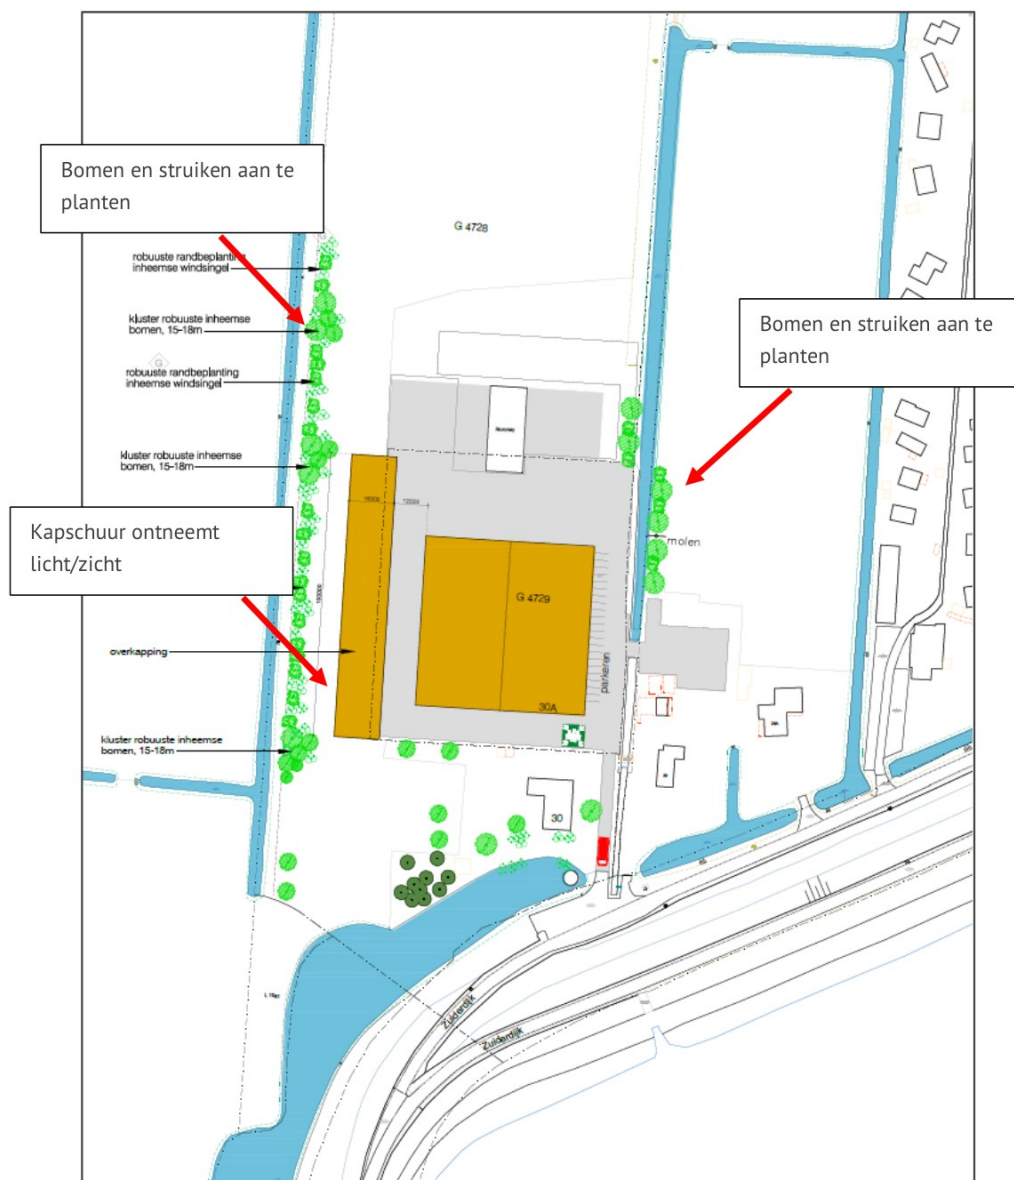 Bomen en struiken aan te
planten
G 4728
robuuste randbeplanting
inheemse windsingel
kluster robuuste inheemse
bomen, 15-18m
G
robuuste randbeplanting
inheemse windsingel
Bomen en struiken aan te
planten
kluster robuuste inheemse
bomen, 15-18m
Kapschuur ontneemt
licht/zicht
molen
G 4729
overkapping
parkeren
30A
kluster robuuste inheemse
bomen, 15-18m
30
Zuiderdijk
Zuiderdijk